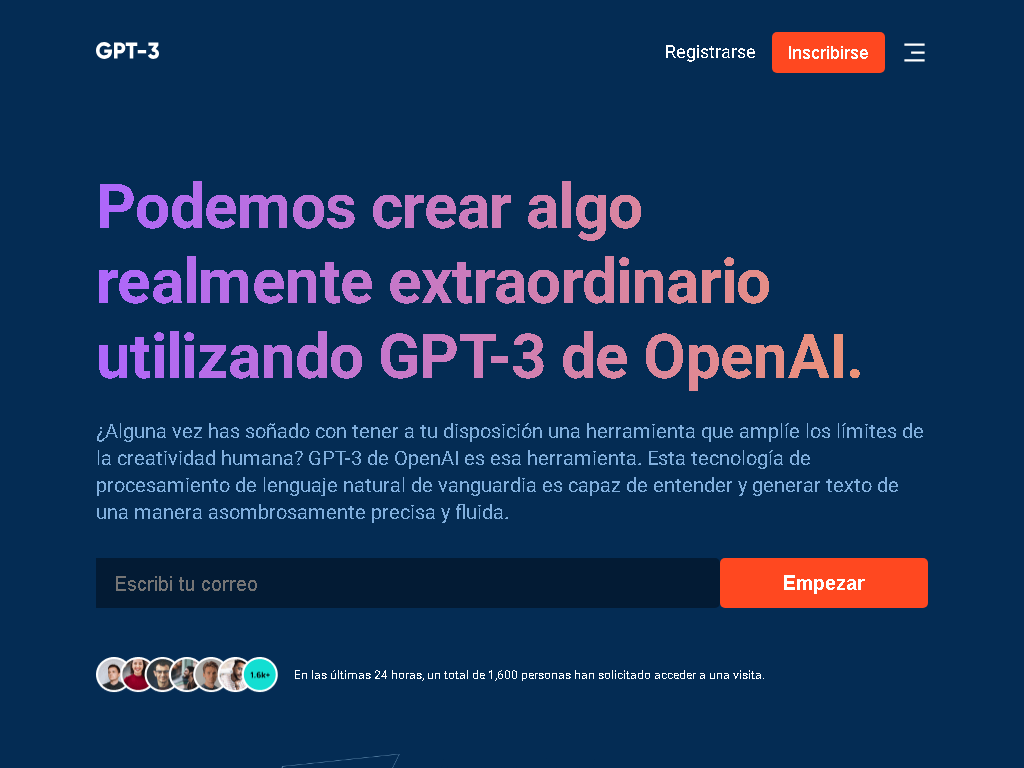 GPT-3
Registrarse
Inscribirse
Podemos crear algo
realmente extraordinario
utilizando GPT-3 de OpenAI.
¿Alguna vez has soñado con tener a tu disposición una herramienta que amplíe los límites de
la creatividad humana? GPT-3 de OpenAI es esa herramienta. Esta tecnología de
procesamiento de lenguaje natural de vanguardia es capaz de entender y generar texto de
una manera asombrosamente precisa y fluida.
Escribi tu correo
Empezar
1.6k+
En las últimas 24 horas, un total de 1,600 personas han solicitado acceder a una visita.